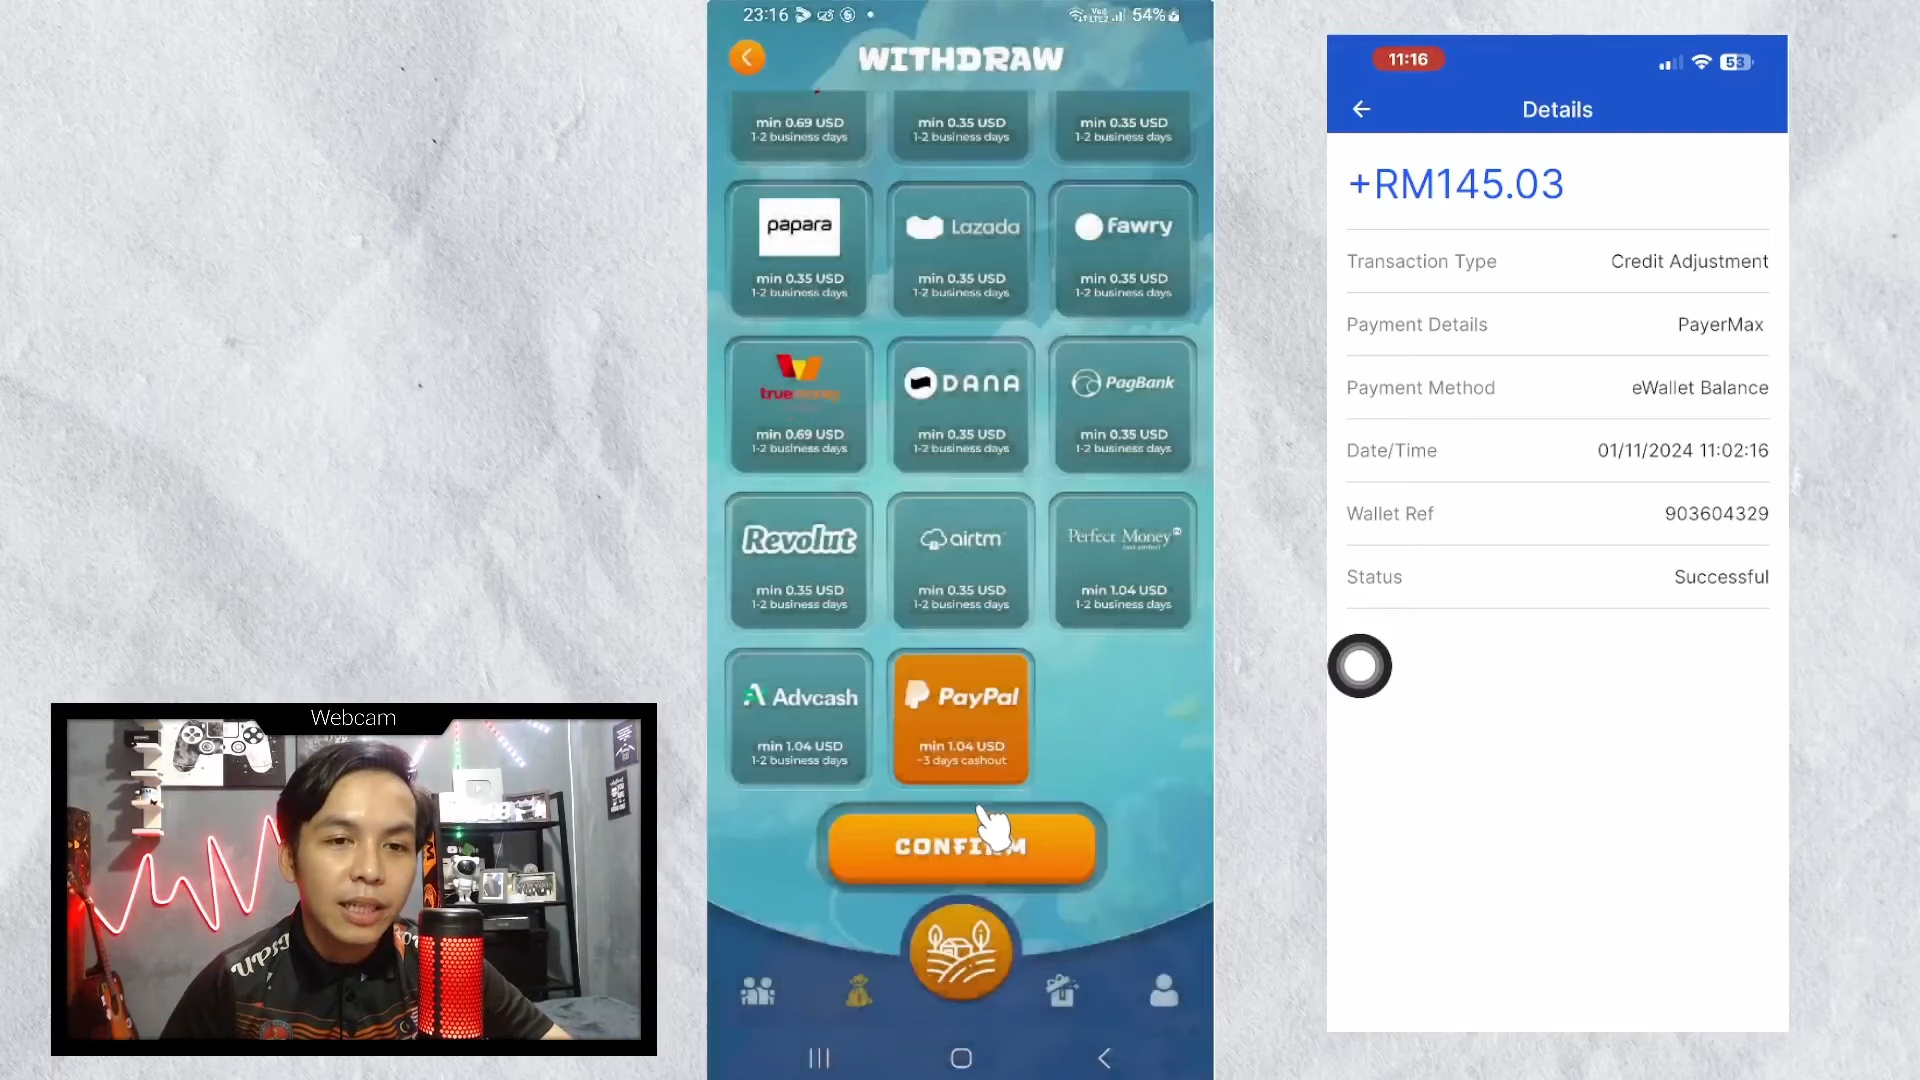 23:16
Vo)) LTE2 54%
WITHDRAW
min 0.69 USD
1-2 business days
min 0.35 USD
1-2 business days
min 0.35 USD
1-2 business days
papara
min 0.35 USD
1-2 business days
Lazada
min 0.35 USD
1-2 business days
fawry
min 0.35 USD
1-2 business days
truemoney
min 0.69 USD
1-2 business days
DANA
min 0.35 USD
1-2 business days
PagBank
min 0.35 USD
1-2 business days
Revolut
min 0.35 USD
1-2 business days
airtm
min 0.35 USD
1-2 business days
Perfect Money
min 1.04 USD
1-2 business days
Advcash
min 1.04 USD
1-2 business days
PayPal
min 1.04 USD
~3 days cashout
CONFIRM
11:16
53
Details
+RM145.03
Transaction Type Credit Adjustment
Payment Details PayerMax
Payment Method eWallet Balance
Date/Time 01/11/2024 11:02:16
Wallet Ref 903604329
Status Successful
Webcam